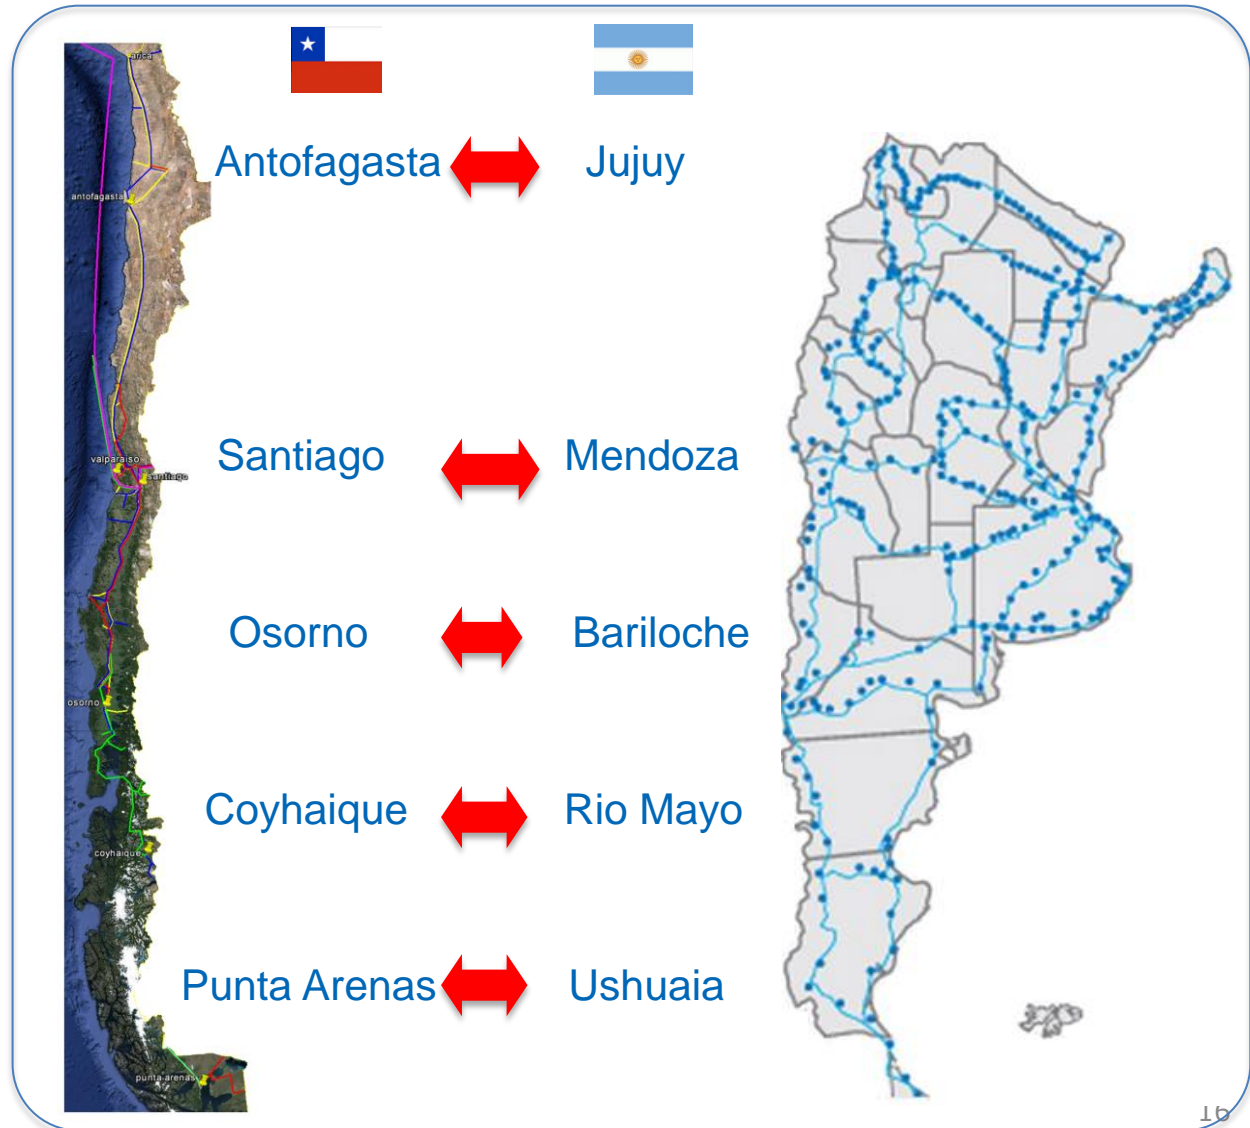 arica
Antofagasta Jujuy
antofagasta
Santiago Mendoza
valparaiso
santiago
Osorno Bariloche
osorno
Coyhaique Rio Mayo
coyhaique
Punta Arenas Ushuaia
punta arenas
16